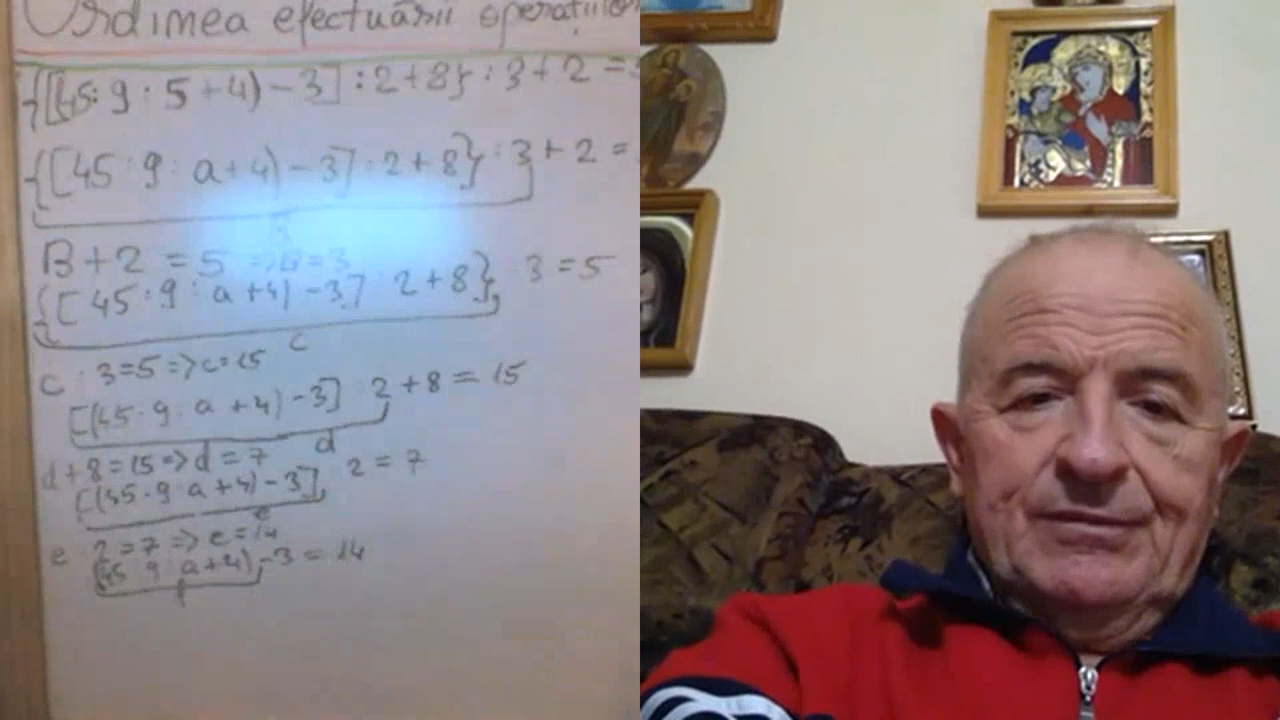 Ordinea efectuării operațiilor
{[(45:9:5+4)-3]:2+8}:3+2=
{[45:9:a+4)-3]:2+8}:3+2=
B+2=5=>B=3
{[45:9:a+4)-3] 2+8} 3=5
c
c:3=5=>c=15
[(45:9:a+4)-3] 2+8=15
d
d+8=15=>d=7
[(45:9 a+4)-3] 2=7
e
e 2=7=>e=14
(45 9 a+4)-3=14
f